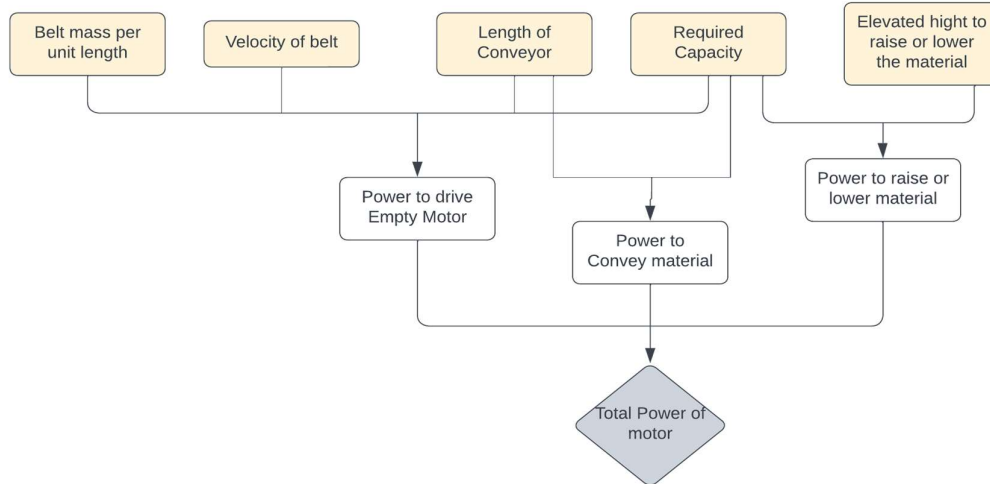 Belt mass per
unit length
Velocity of belt
Length of
Conveyor
Required
Capacity
Elevated hight to
raise or lower
the material
Power to drive
Empty Motor
Power to
Convey material
Power to raise or
lower material
Total Power of
motor